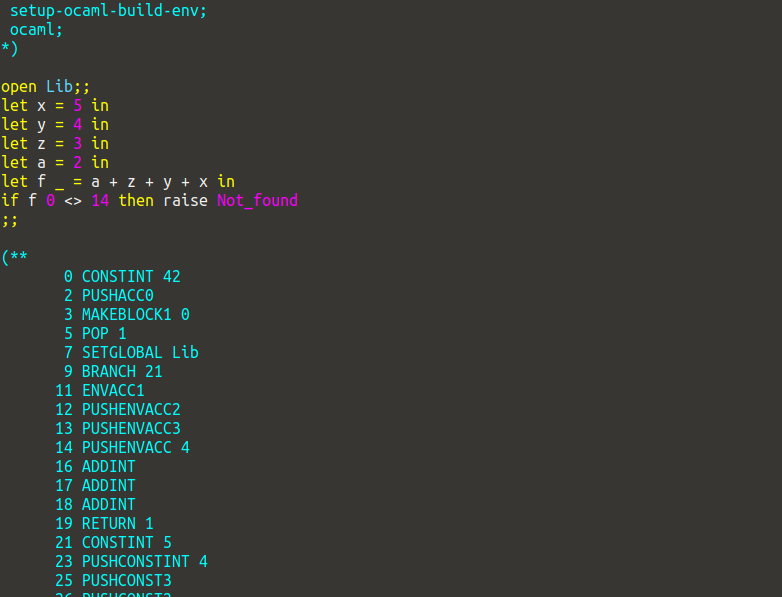 setup-ocaml-build-env;
ocaml;
*)
open Lib;;
let x = 5 in
let y = 4 in
let z = 3 in
let a = 2 in
let f _ = a + z + y + x in
if f 0 <> 14 then raise Not_found
;;
(**
0 CONSTINT 42
2 PUSHACC0
3 MAKEBLOCK1 0
5 POP 1
7 SETGLOBAL Lib
9 BRANCH 21
11 ENVACC1
12 PUSHENVACC2
13 PUSHENVACC3
14 PUSHENVACC 4
16 ADDINT
17 ADDINT
18 ADDINT
19 RETURN 1
21 CONSTINT 5
23 PUSHCONSTINT 4
25 PUSHCONST3
26 PUSHCONST2